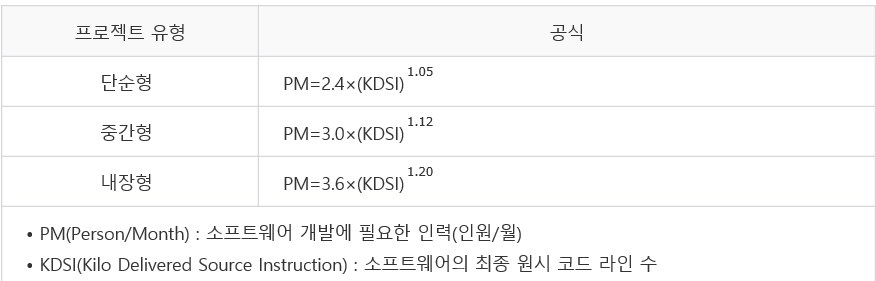 프로젝트 유형 공식
단순형 PM=2.4×(KDSI)^1.05
중간형 PM=3.0×(KDSI)^1.12
내장형 PM=3.6×(KDSI)^1.20
• PM(Person/Month) : 소프트웨어 개발에 필요한 인력(인원/월)
• KDSI(Kilo Delivered Source Instruction) : 소프트웨어의 최종 원시 코드 라인 수